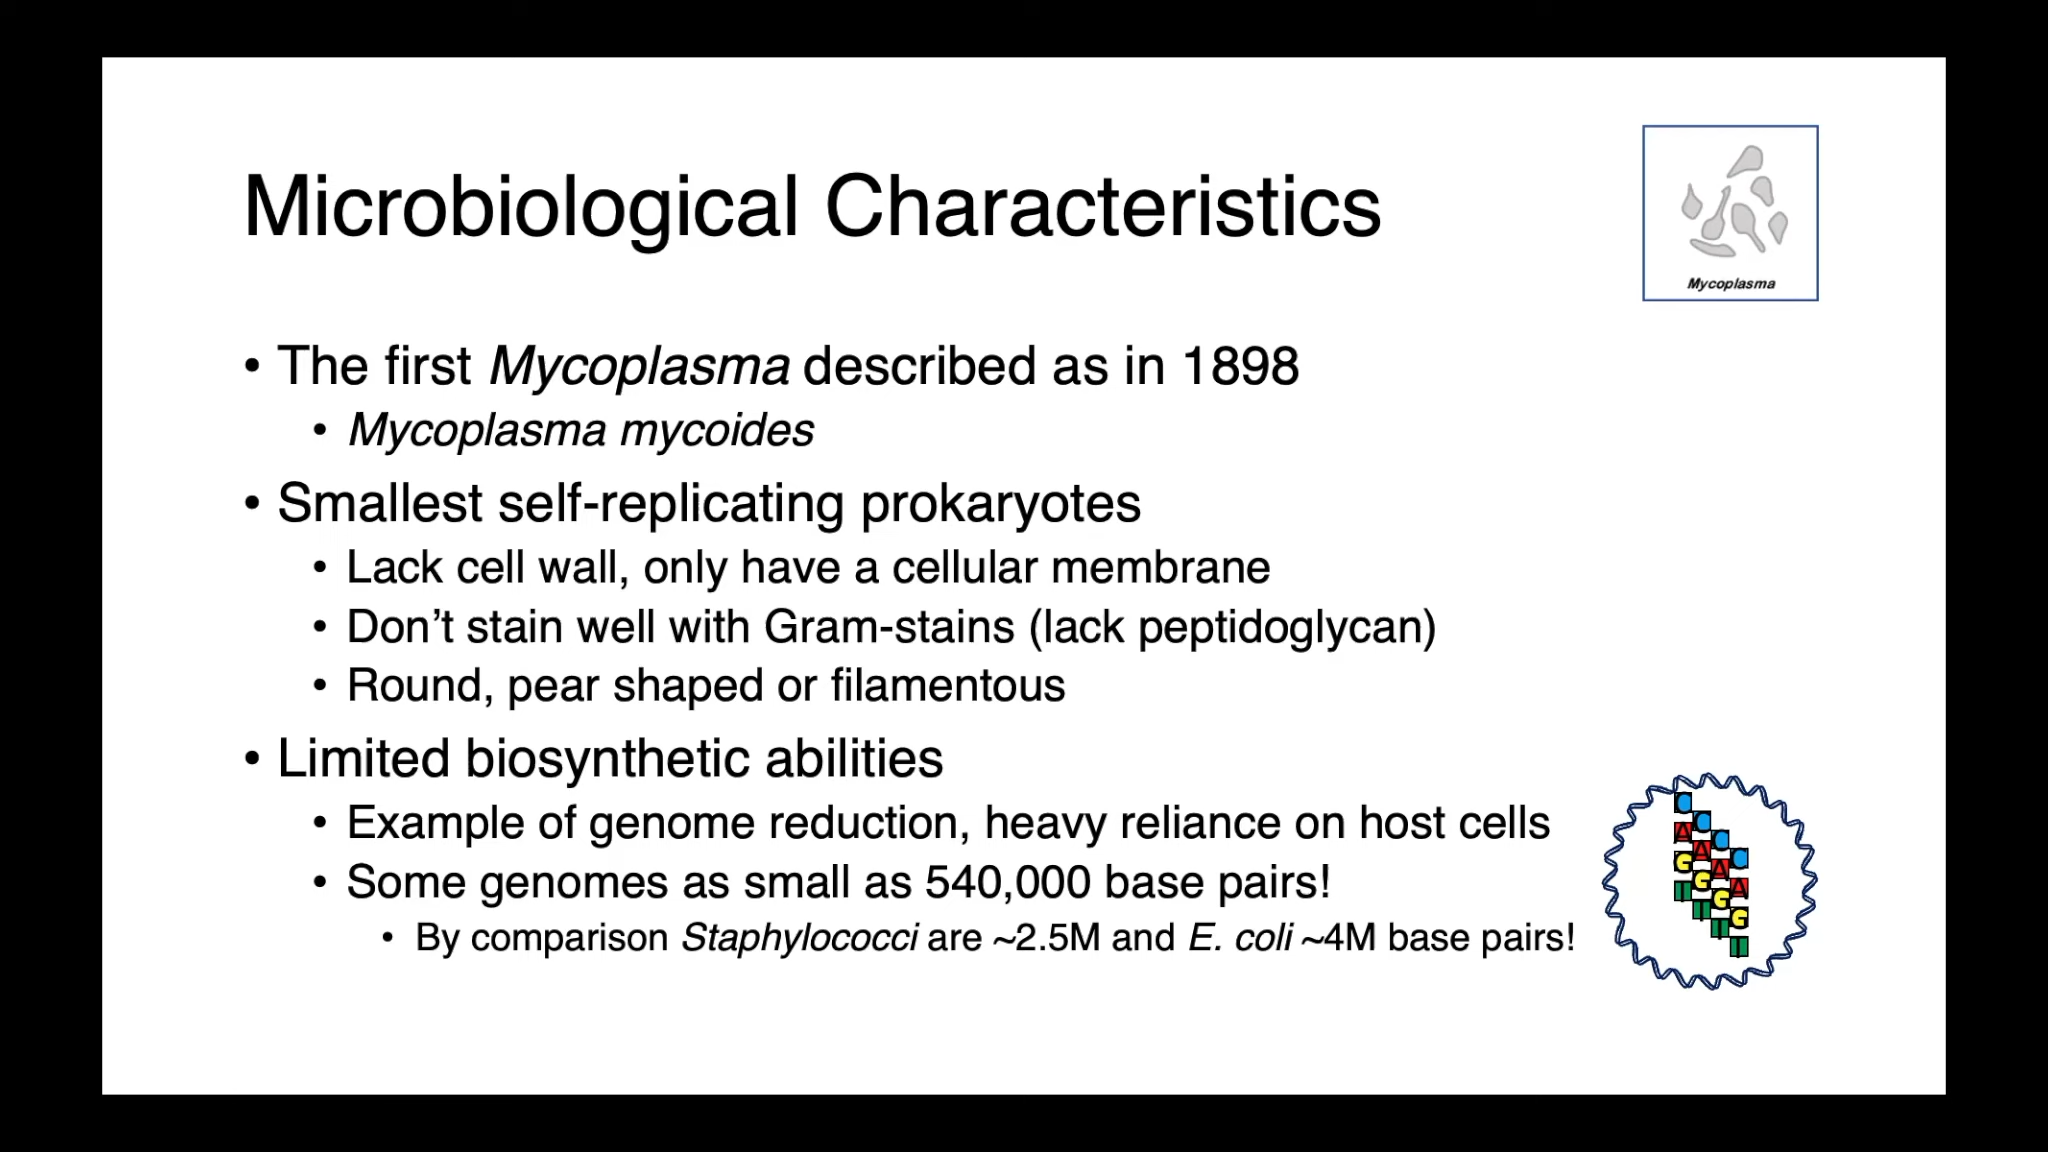 Microbiological Characteristics
Mycoplasma
• The first Mycoplasma described as in 1898
• Mycoplasma mycoides
• Smallest self-replicating prokaryotes
• Lack cell wall, only have a cellular membrane
• Don’t stain well with Gram-stains (lack peptidoglycan)
• Round, pear shaped or filamentous
• Limited biosynthetic abilities
• Example of genome reduction, heavy reliance on host cells
• Some genomes as small as 540,000 base pairs!
• By comparison Staphylococci are ~2.5M and E. coli ~4M base pairs!
C C C C
A A A A
G G G G
T T T T